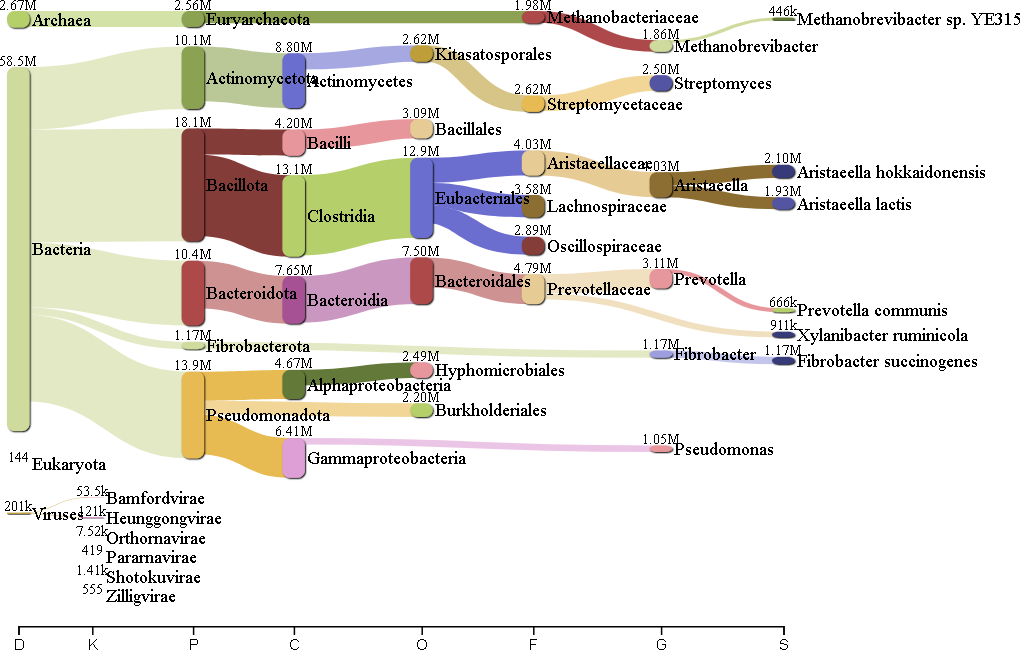 2.67M
Archaea
2.56M
Euryarchaeota
1.98M
Methanobacteriaceae
1.86M
Methanobrevibacter
446k
Methanobrevibacter sp. YE315
58.5M
Bacteria
10.1M
Actinomycetota
8.80M
Actinomycetes
2.62M
Kitasatosporales
2.62M
Streptomycetaceae
2.50M
Streptomyces
18.1M
Bacillota
4.20M
Bacilli
3.09M
Bacillales
13.1M
Clostridia
12.9M
Eubacteriales
4.03M
Aristaeellaceae
4.03M
Aristaeella
2.10M
Aristaeella hokkaidonensis
1.93M
Aristaeella lactis
3.58M
Lachnospiraceae
2.89M
Oscillospiraceae
10.4M
Bacteroidota
7.65M
Bacteroidia
7.50M
Bacteroidales
4.79M
Prevotellaceae
3.11M
Prevotella
666k
Prevotella communis
911k
Xylanibacter ruminicola
1.17M
Fibrobacterota
1.17M
Fibrobacter
1.17M
Fibrobacter succinogenes
13.9M
Pseudomonadota
4.67M
Alphaproteobacteria
2.49M
Hyphomicrobiales
2.20M
Burkholderiales
6.41M
Gammaproteobacteria
1.05M
Pseudomonas
144
Eukaryota
201k
Viruses
53.5k
Bamfordvirae
121k
Heunggongvirae
7.52k
Orthornavirae
419
Pararnavirae
1.41k
Shotokuvirae
555
Zilligvirae
D K P C O F G S